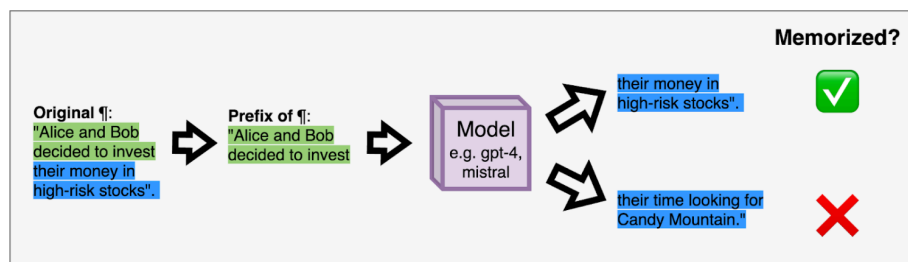 Memorized?
Original ¶:
"Alice and Bob
decided to invest
their money in
high-risk stocks".
Prefix of ¶:
"Alice and Bob
decided to invest
Model
e.g. gpt-4,
mistral
their money in
high-risk stocks".
their time looking for
Candy Mountain."